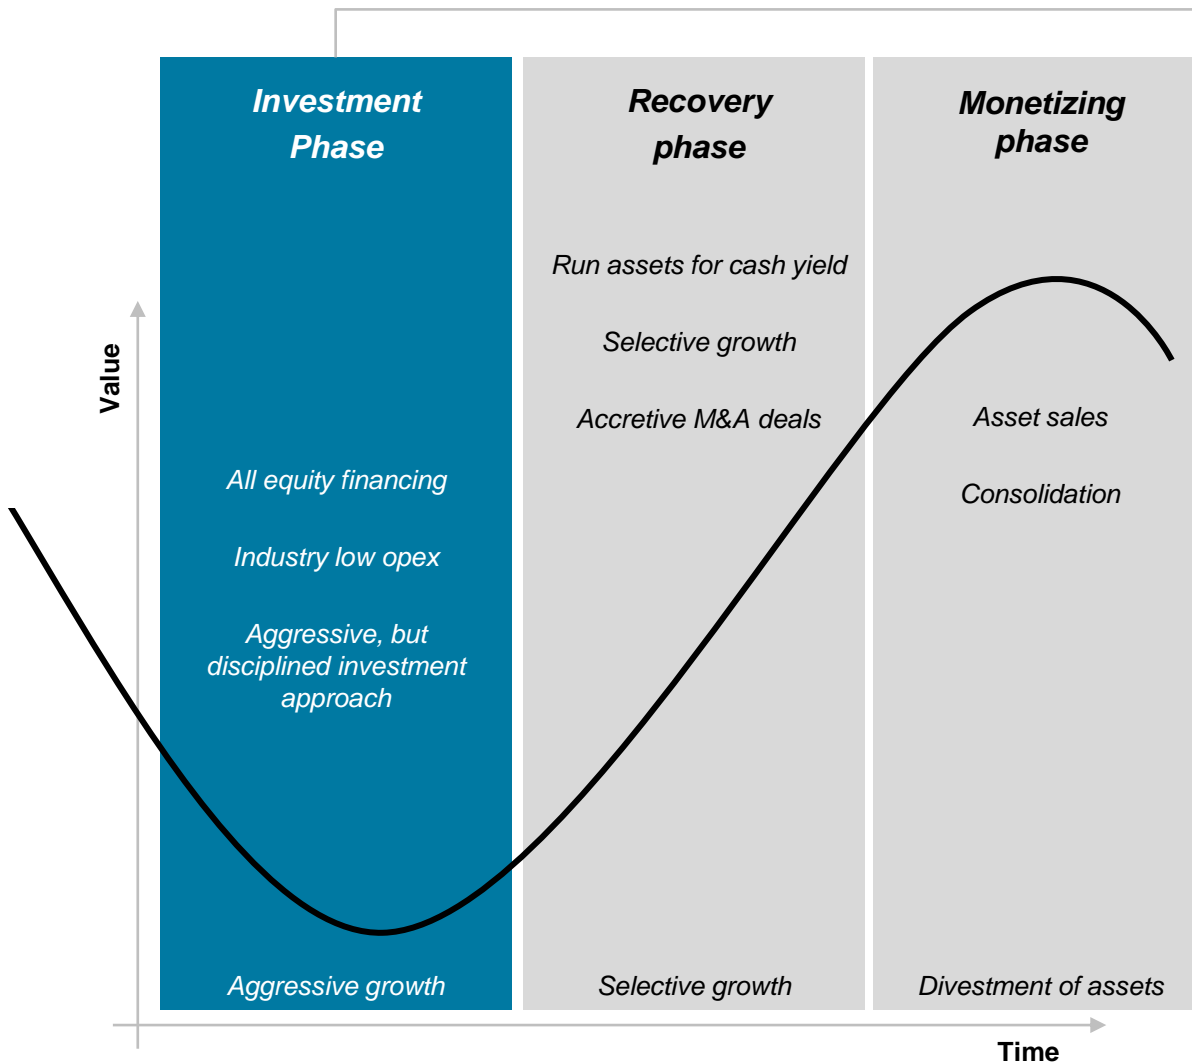 Investment
Phase
Recovery
phase
Monetizing
phase
Value
All equity financing
Industry low opex
Aggressive, but
disciplined investment
approach
Aggressive growth
Run assets for cash yield
Selective growth
Accretive M&A deals
Selective growth
Asset sales
Consolidation
Divestment of assets
Time